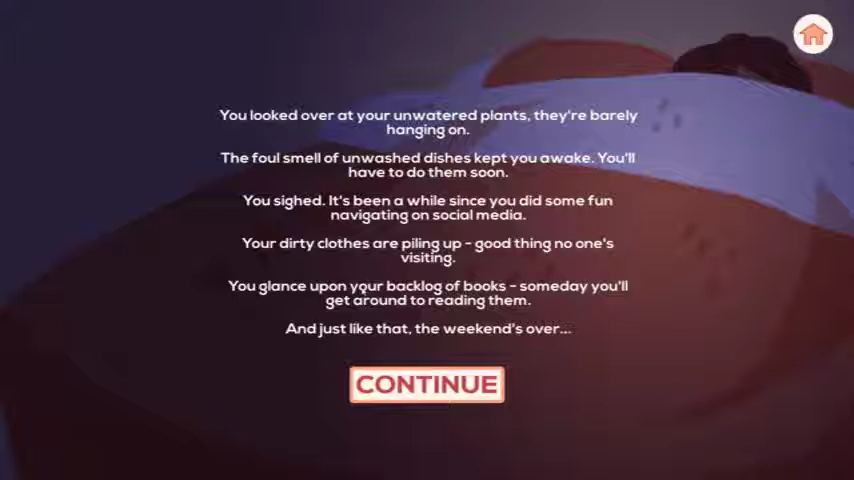 You looked over at your unwatered plants, they're barely
hanging on.
The foul smell of unwashed dishes kept you awake. You'll
have to do them soon.
You sighed. It's been a while since you did some fun
navigating on social media.
Your dirty clothes are piling up - good thing no one's
visiting.
You glance upon your backlog of books - someday you'll
get around to reading them.
And just like that, the weekend's over...
CONTINUE